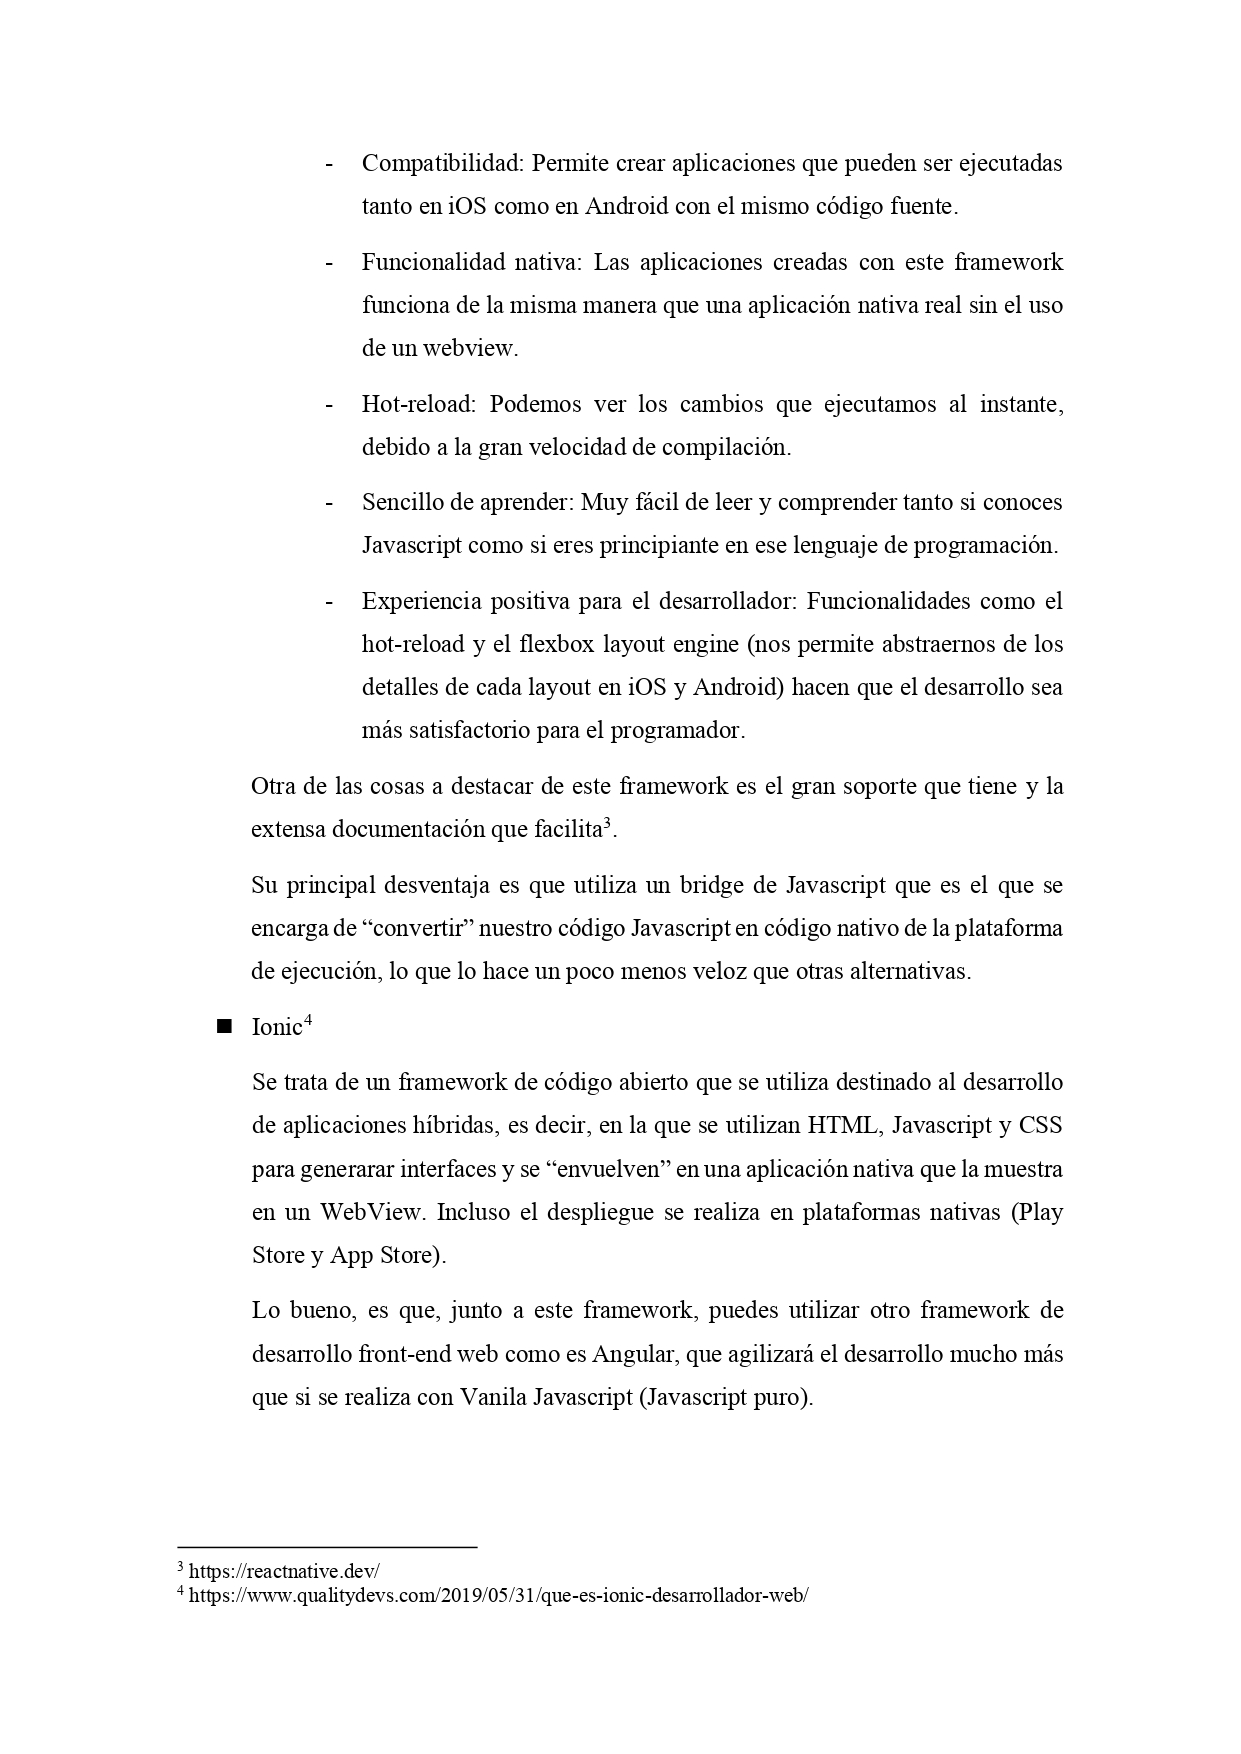 - Compatibilidad: Permite crear aplicaciones que pueden ser ejecutadas
tanto en iOS como en Android con el mismo código fuente.
- Funcionalidad nativa: Las aplicaciones creadas con este framework
funciona de la misma manera que una aplicación nativa real sin el uso
de un webview.
- Hot-reload: Podemos ver los cambios que ejecutamos al instante,
debido a la gran velocidad de compilación.
- Sencillo de aprender: Muy fácil de leer y comprender tanto si conoces
Javascript como si eres principiante en ese lenguaje de programación.
- Experiencia positiva para el desarrollador: Funcionalidades como el
hot-reload y el flexbox layout engine (nos permite abstraernos de los
detalles de cada layout en iOS y Android) hacen que el desarrollo sea
más satisfactorio para el programador.
Otra de las cosas a destacar de este framework es el gran soporte que tiene y la
extensa documentación que facilita³.
Su principal desventaja es que utiliza un bridge de Javascript que es el que se
encarga de “convertir” nuestro código Javascript en código nativo de la plataforma
de ejecución, lo que lo hace un poco menos veloz que otras alternativas.
■ Ionic⁴
Se trata de un framework de código abierto que se utiliza destinado al desarrollo
de aplicaciones híbridas, es decir, en la que se utilizan HTML, Javascript y CSS
para generarar interfaces y se “envuelven” en una aplicación nativa que la muestra
en un WebView. Incluso el despliegue se realiza en plataformas nativas (Play
Store y App Store).
Lo bueno, es que, junto a este framework, puedes utilizar otro framework de
desarrollo front-end web como es Angular, que agilizará el desarrollo mucho más
que si se realiza con Vanila Javascript (Javascript puro).
³ https://reactnative.dev/
⁴ https://www.qualitydevs.com/2019/05/31/que-es-ionic-desarrollador-web/